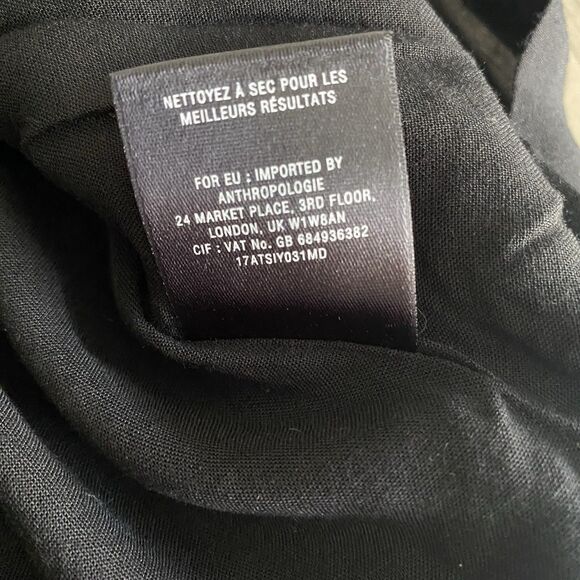 NETTOYEZ À SEC POUR LES
MEILLEURS RÉSULTATS
FOR EU : IMPORTED BY
ANTHROPOLOGIE
24 MARKET PLACE, 3RD FLOOR,
LONDON, UK W1W8AN
CIF : VAT No. GB 684936382
17ATSIY031MD